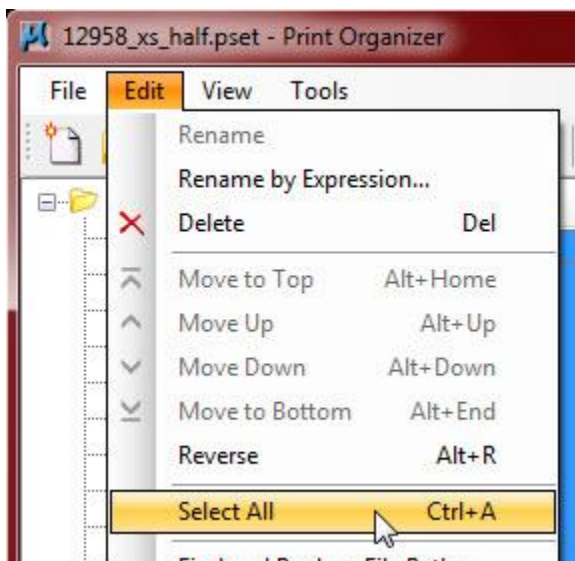 12958_xs_half.pset - Print Organizer
File Edit View Tools
Rename
Rename by Expression...
Delete Del
Move to Top Alt+Home
Move Up Alt+Up
Move Down Alt+Down
Move to Bottom Alt+End
Reverse Alt+R
Select All Ctrl+A